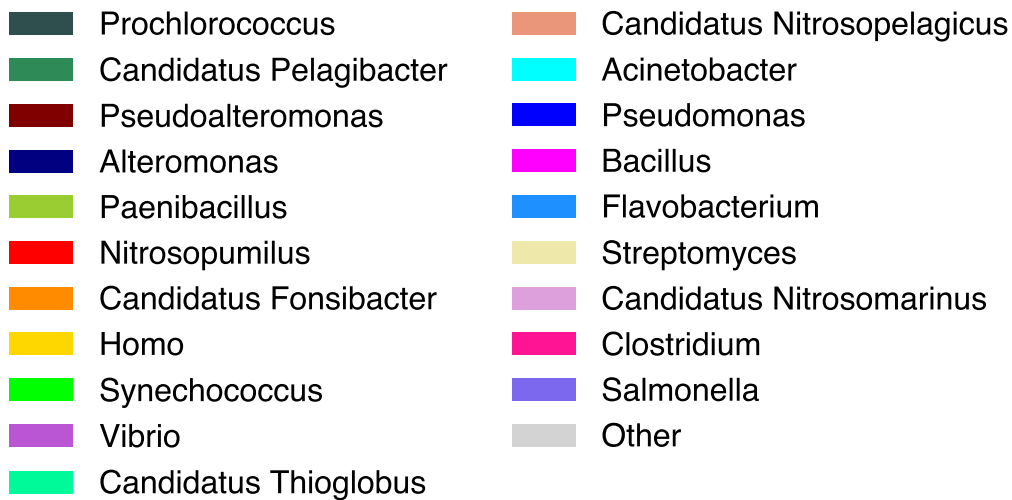 Prochlorococcus
Candidatus Pelagibacter
Pseudoalteromonas
Alteromonas
Paenibacillus
Nitrosopumilus
Candidatus Fonsibacter
Homo
Synechococcus
Vibrio
Candidatus Thioglobus
Candidatus Nitrosopelagicus
Acinetobacter
Pseudomonas
Bacillus
Flavobacterium
Streptomyces
Candidatus Nitrosomarinus
Clostridium
Salmonella
Other